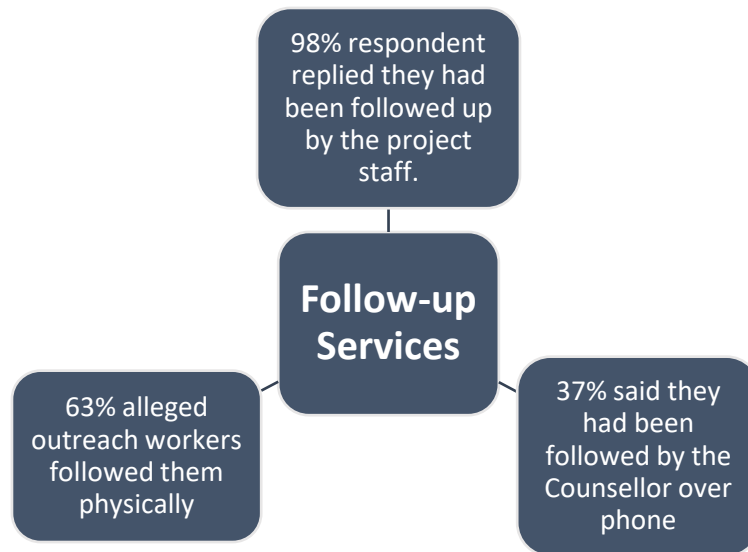 98% respondent
replied they had
been followed up
by the project
staff.
Follow-up
Services
63% alleged
outreach workers
followed them
physically
37% said they
had been
followed by the
Counsellor over
phone